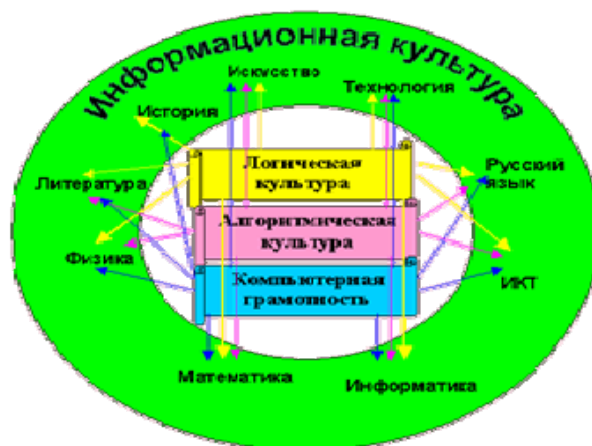 Информационная культура
Искусство
Технология
История
Логическая
культура
Русский
язык
Литература
Алгоритмическая
культура
Физика
Компьютерная
грамотность
ИКТ
Математика
Информатика